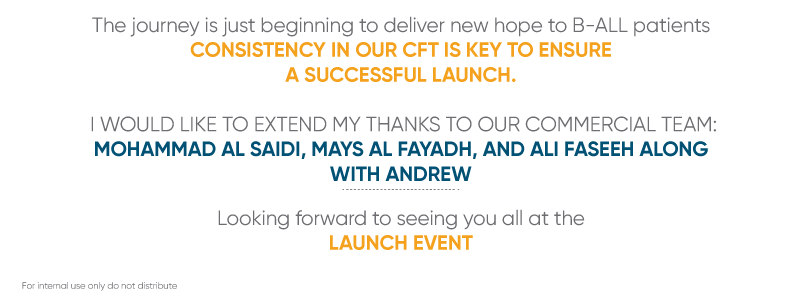 The journey is just beginning to deliver new hope to B-ALL patients
CONSISTENCY IN OUR CFT IS KEY TO ENSURE
A SUCCESSFUL LAUNCH.
I WOULD LIKE TO EXTEND MY THANKS TO OUR COMMERCIAL TEAM:
MOHAMMAD AL SAIDI, MAYS AL FAYADH, AND ALI FASEEH ALONG
WITH ANDREW
Looking forward to seeing you all at the
LAUNCH EVENT
For internal use only do not distribute